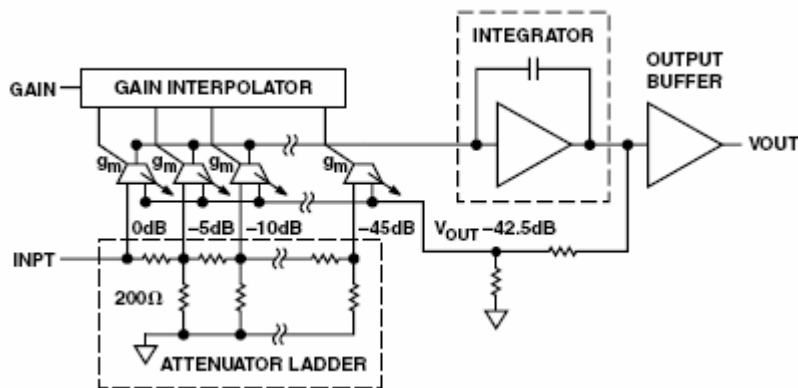 INTEGRATOR
OUTPUT
BUFFER
GAIN
GAIN INTERPOLATOR
gm
gm
gm
gm
VOUT
0dB
–5dB
–10dB
–45dB
VOUT –42.5dB
INPT
200Ω
ATTENUATOR LADDER